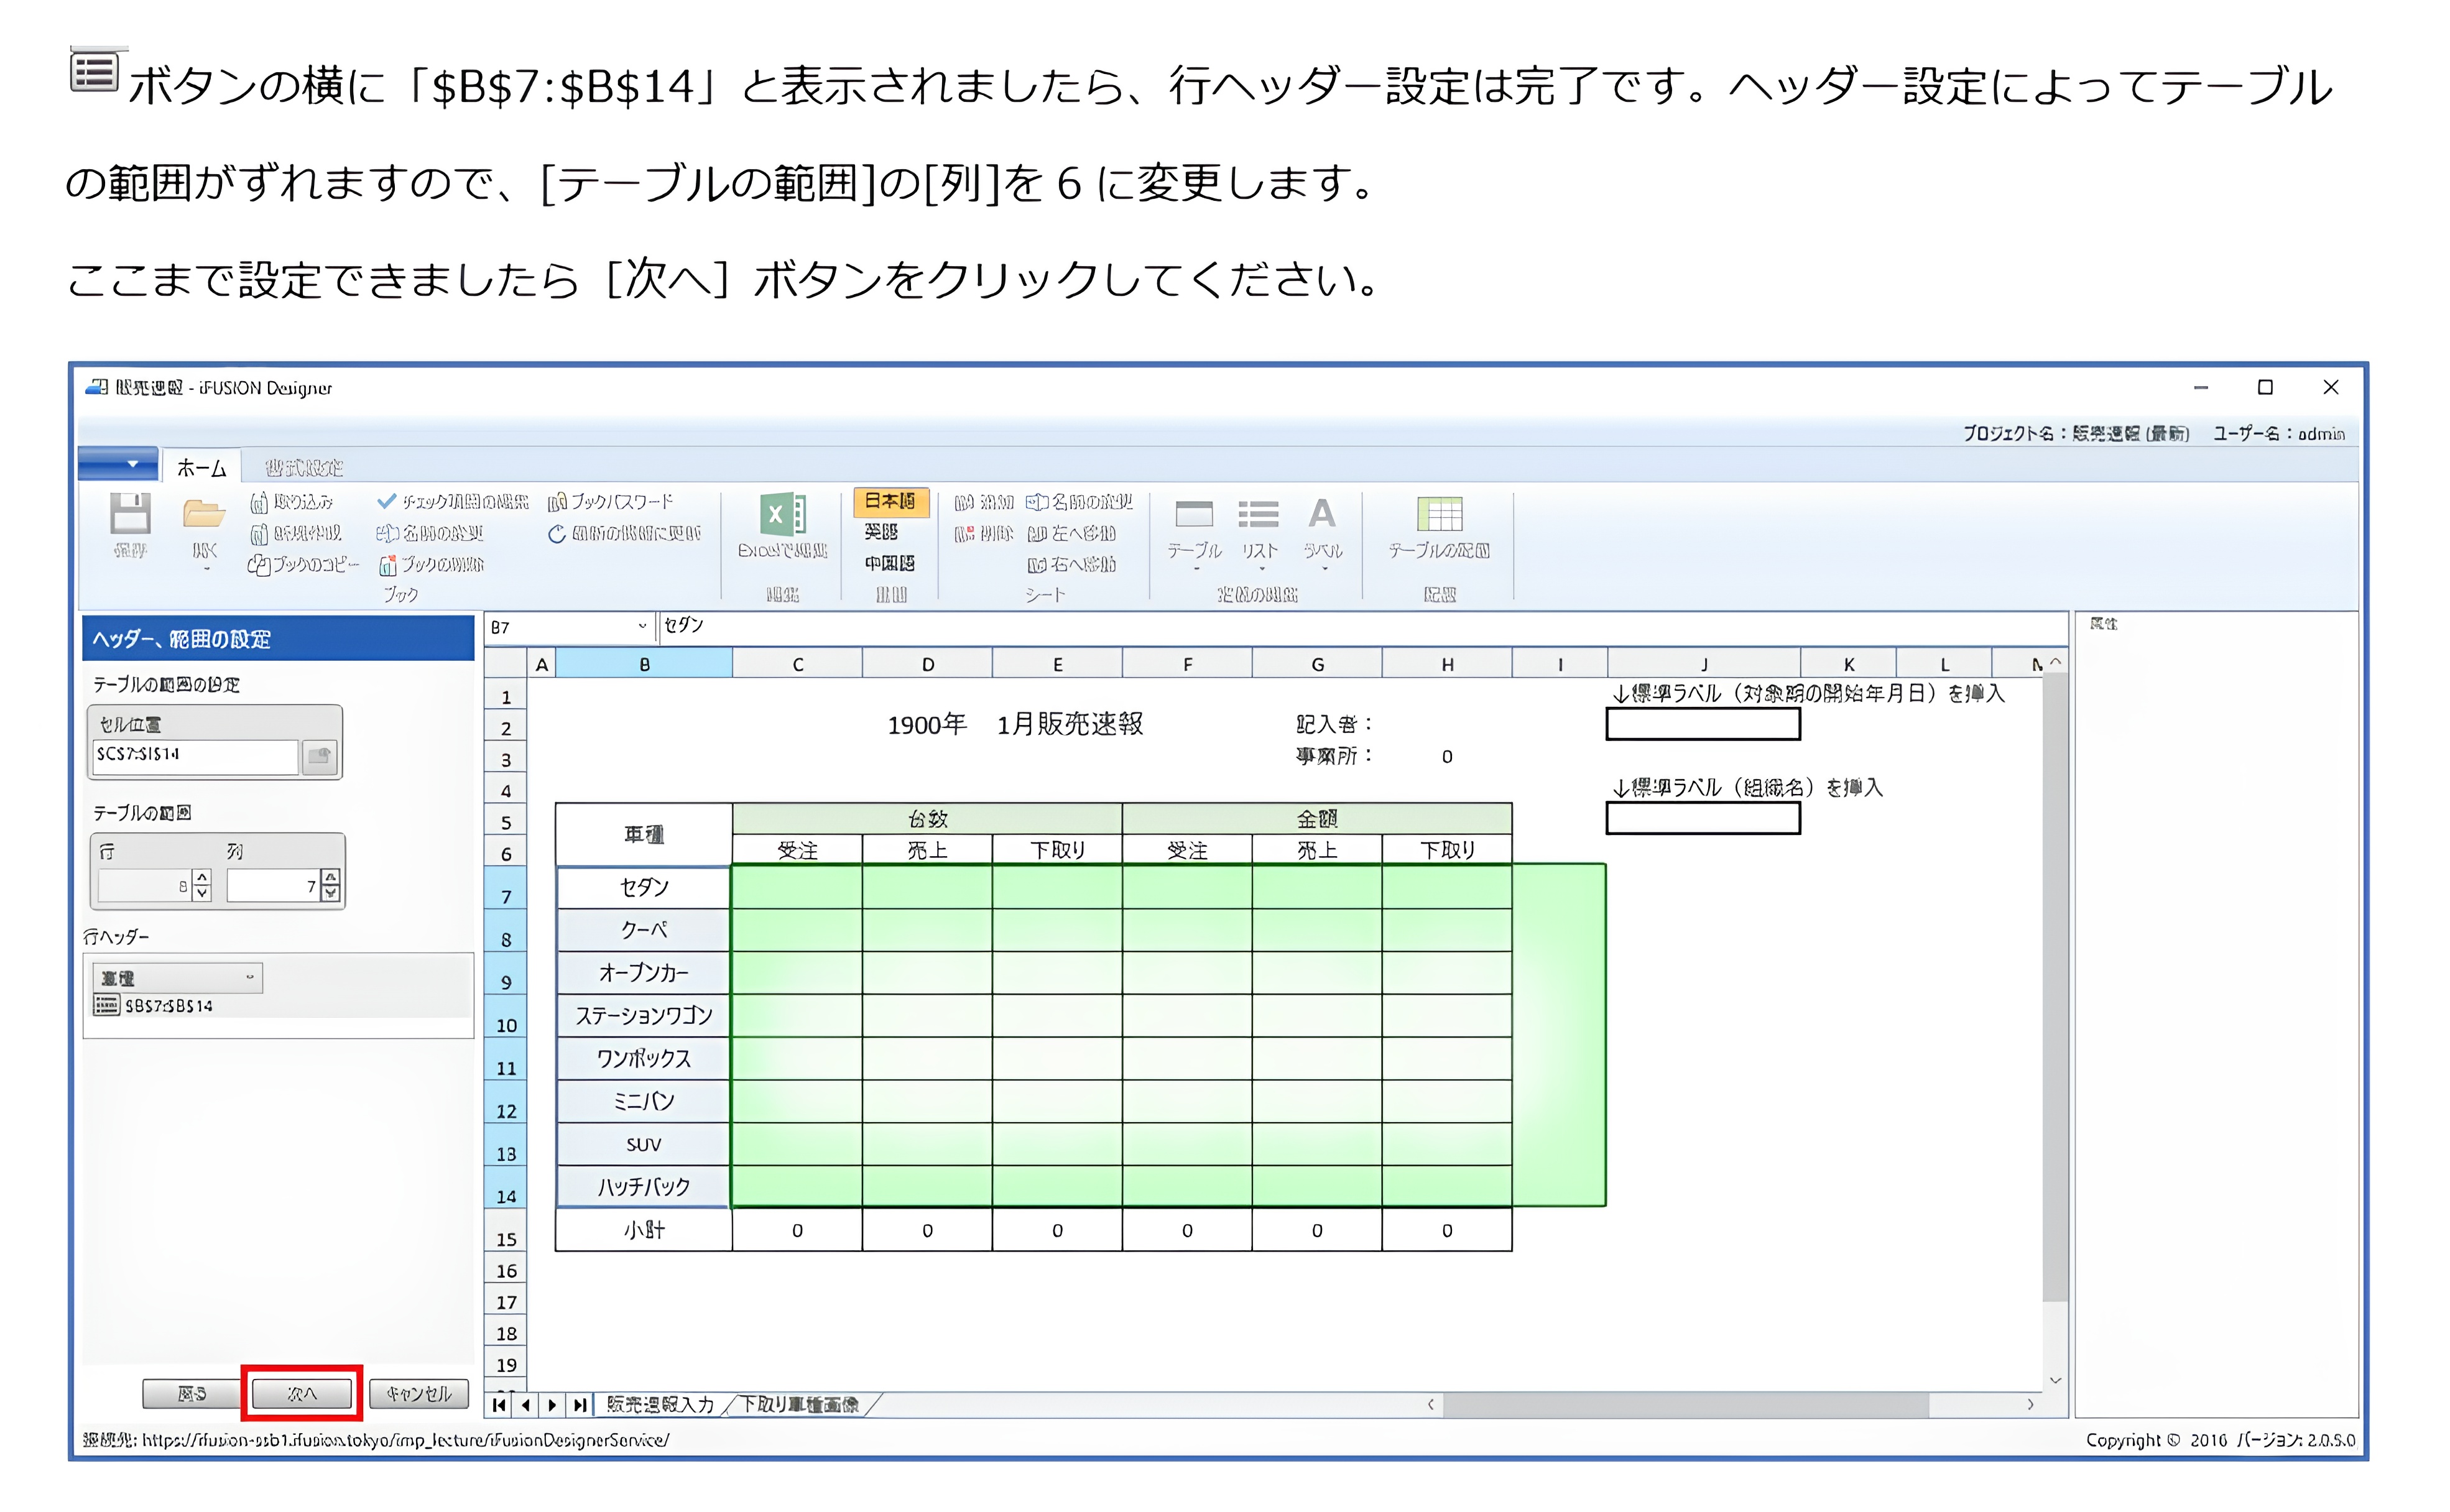 ボタンの横に「$B$7:$B$14」と表示されましたら、行ヘッダー設定は完了です。ヘッダー設定によってテーブル
の範囲がずれますので、[テーブルの範囲]の[列]を 6 に変更します。
ここまで設定できましたら［次へ］ボタンをクリックしてください。
販売速報 - iFUSION Designer
プロジェクト名：販売速報 (最新) ユーザー名：admin
ホーム 書式設定
取り込み チェック項目の編集 ブックパスワード
日本語
追加 名前の変更
新規作成 名前の変更 最新の情報に更新
英語
削除 左へ移動
保存 開く Excelで編集 テーブル リスト ラベル テーブルの配置
ブックのコピー ブックの削除
中国語
右へ移動
ブック 編集 言語 シート 定義の編集 配置
ヘッダー、範囲の設定
B7 セダン
属性
テーブルの範囲の設定
セル位置
$C$7:$I$14
テーブルの範囲
行 列
8 7
行ヘッダー
車種
$B$7:$B$14
戻る 次へ キャンセル
A B C D E F G H I J K L M
1 ↓標準ラベル（対象期の開始年月日）を挿入
2 1900年 1月販売速報 記入者：
3 事業所： 0
4 ↓標準ラベル（組織名）を挿入
5 車種 台数 金額
6 受注 売上 下取り 受注 売上 下取り
7 セダン
8 クーペ
9 オープンカー
10 ステーションワゴン
11 ワンボックス
12 ミニバン
13 SUV
14 ハッチバック
15 小計 0 0 0 0 0 0
16
17
18
19
販売速報入力 下取り車種画像
接続先: https://ifusion-ssb1.ifusion.tokyo/imp_lecture/iFusionDesignerService/
Copyright © 2016 バージョン: 2.0.5.0